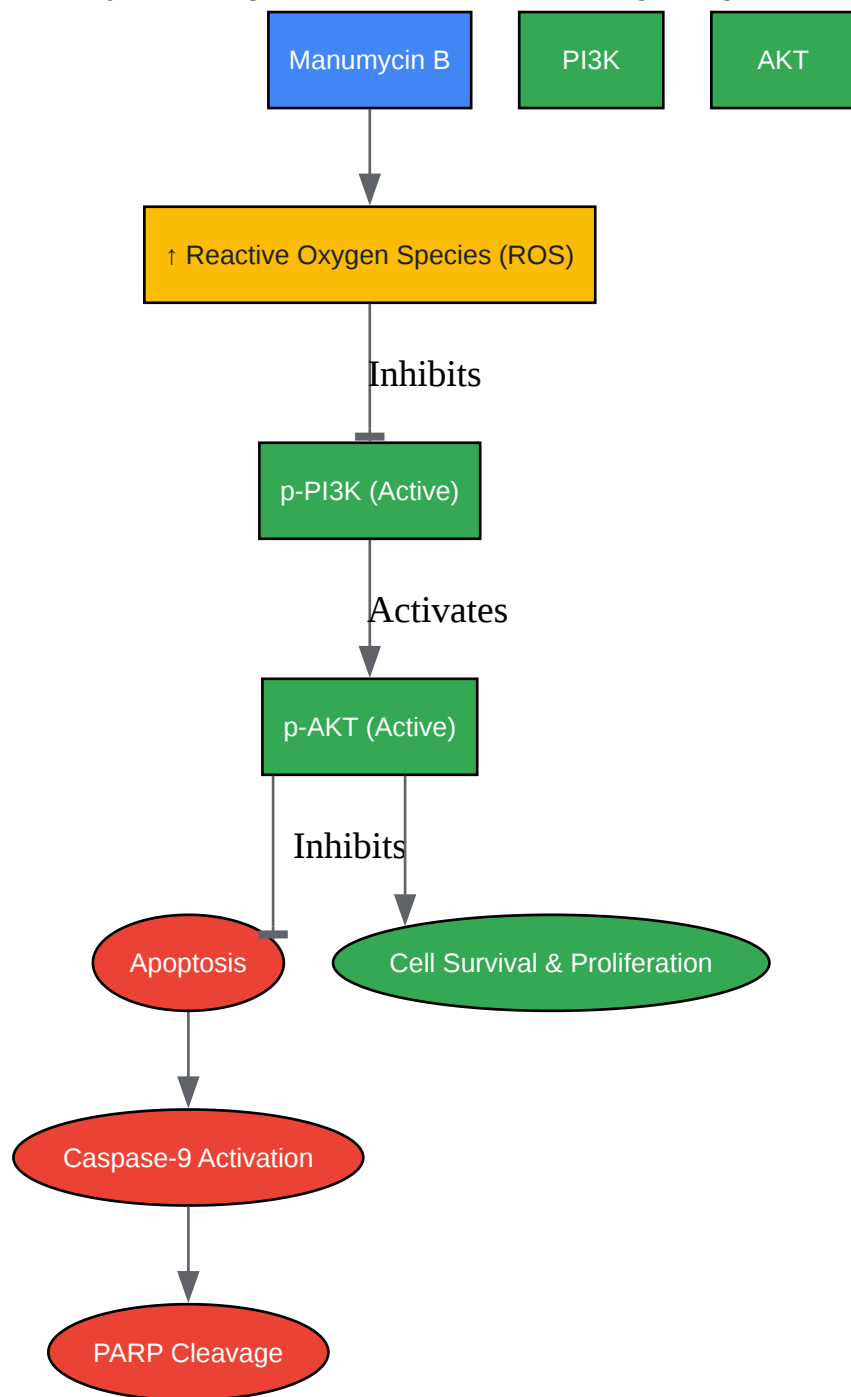 Manumycin B
PI3K
AKT
↑ Reactive Oxygen Species (ROS)
Inhibits
p-PI3K (Active)
Activates
p-AKT (Active)
Inhibits
Apoptosis
Cell Survival & Proliferation
Caspase-9 Activation
PARP Cleavage